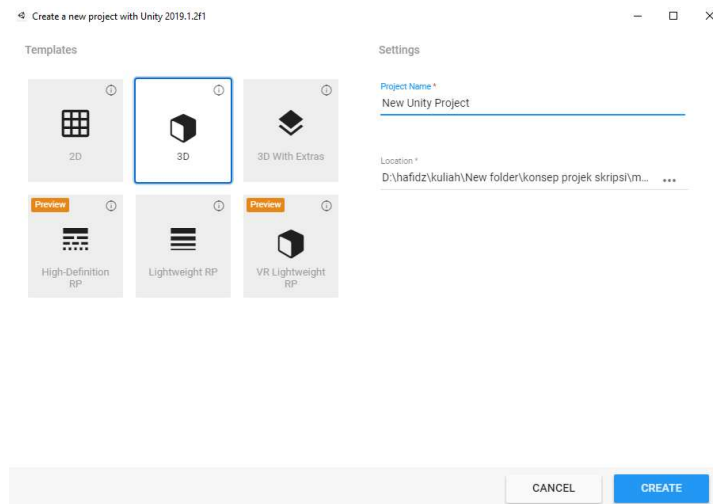 Create a new project with Unity 2019.1.2f1
Templates
2D
3D
3D With Extras
Preview
High-Definition
RP
Lightweight RP
Preview
VR Lightweight
RP
Settings
Project Name *
New Unity Project
Location *
D:\hafidz\kuliah\New folder\konsep projek skripsi\m... ...
CANCEL
CREATE